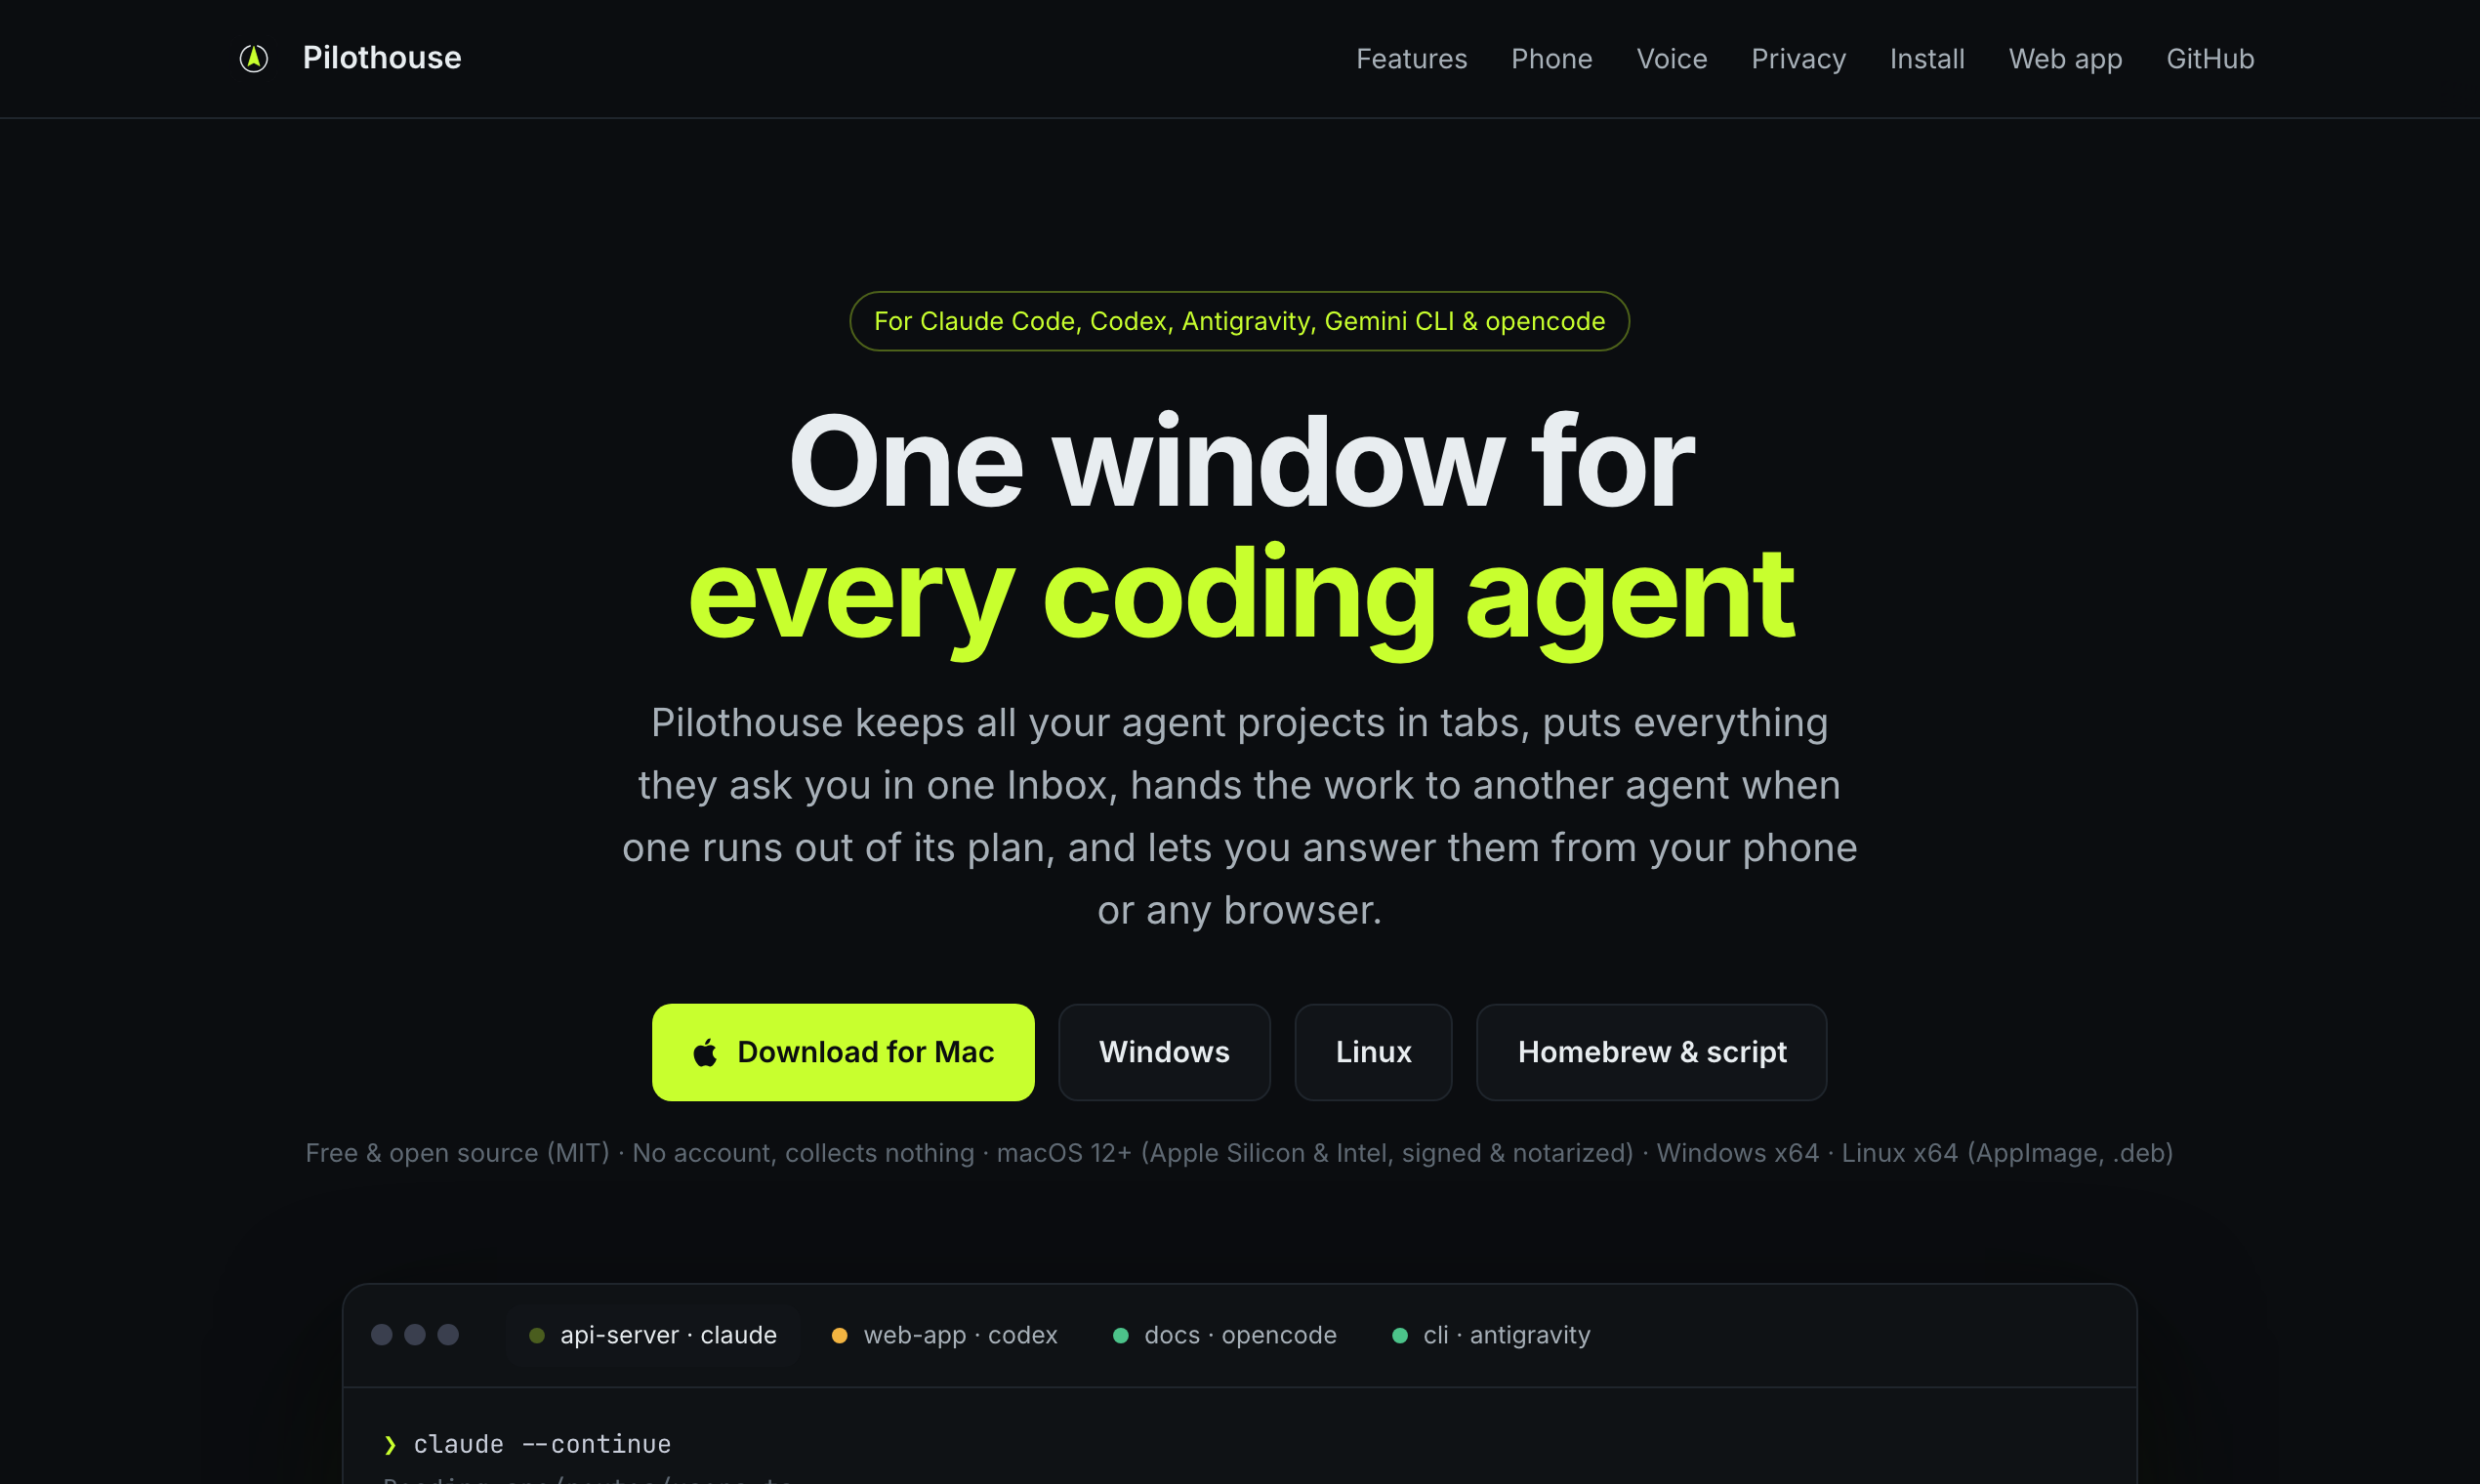 Pilothouse
Features Phone Voice Privacy Install Web app GitHub
For Claude Code, Codex, Antigravity, Gemini CLI & opencode
One window for
every coding agent
Pilothouse keeps all your agent projects in tabs, puts everything
they ask you in one Inbox, hands the work to another agent when
one runs out of its plan, and lets you answer them from your phone
or any browser.
Download for Mac
Windows
Linux
Homebrew & script
Free & open source (MIT) · No account, collects nothing · macOS 12+ (Apple Silicon & Intel, signed & notarized) · Windows x64 · Linux x64 (AppImage, .deb)
api-server · claude
web-app · codex
docs · opencode
cli · antigravity
❯ claude --continue